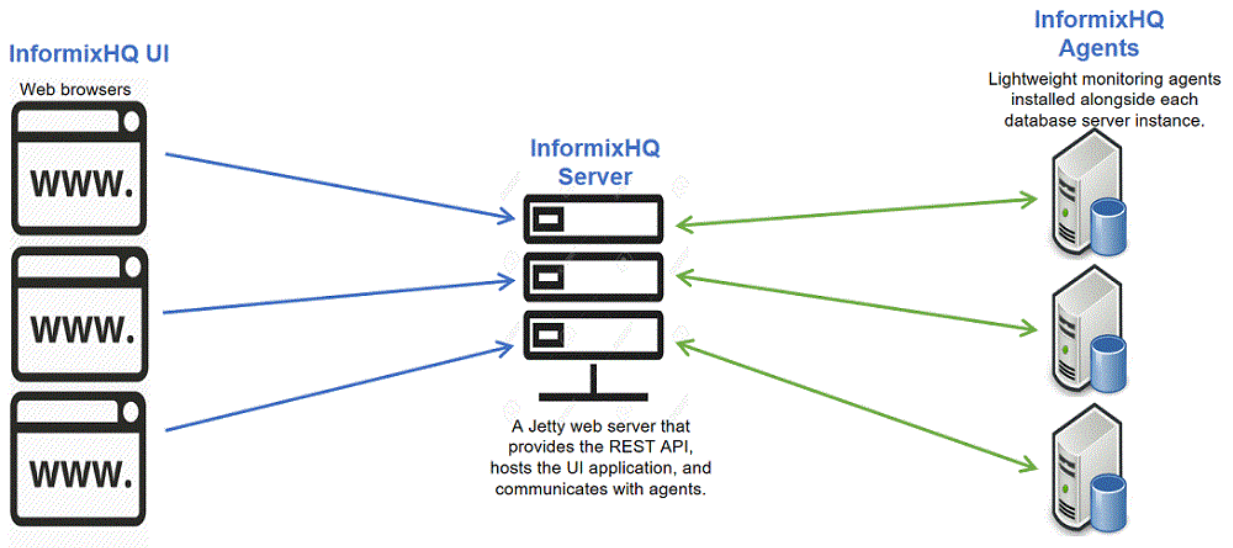 InformixHQ UI
Web browsers
www.
www.
www.
InformixHQ
Server
A Jetty web server that
provides the REST API,
hosts the UI application, and
communicates with agents.
InformixHQ
Agents
Lightweight monitoring agents
installed alongside each
database server instance.